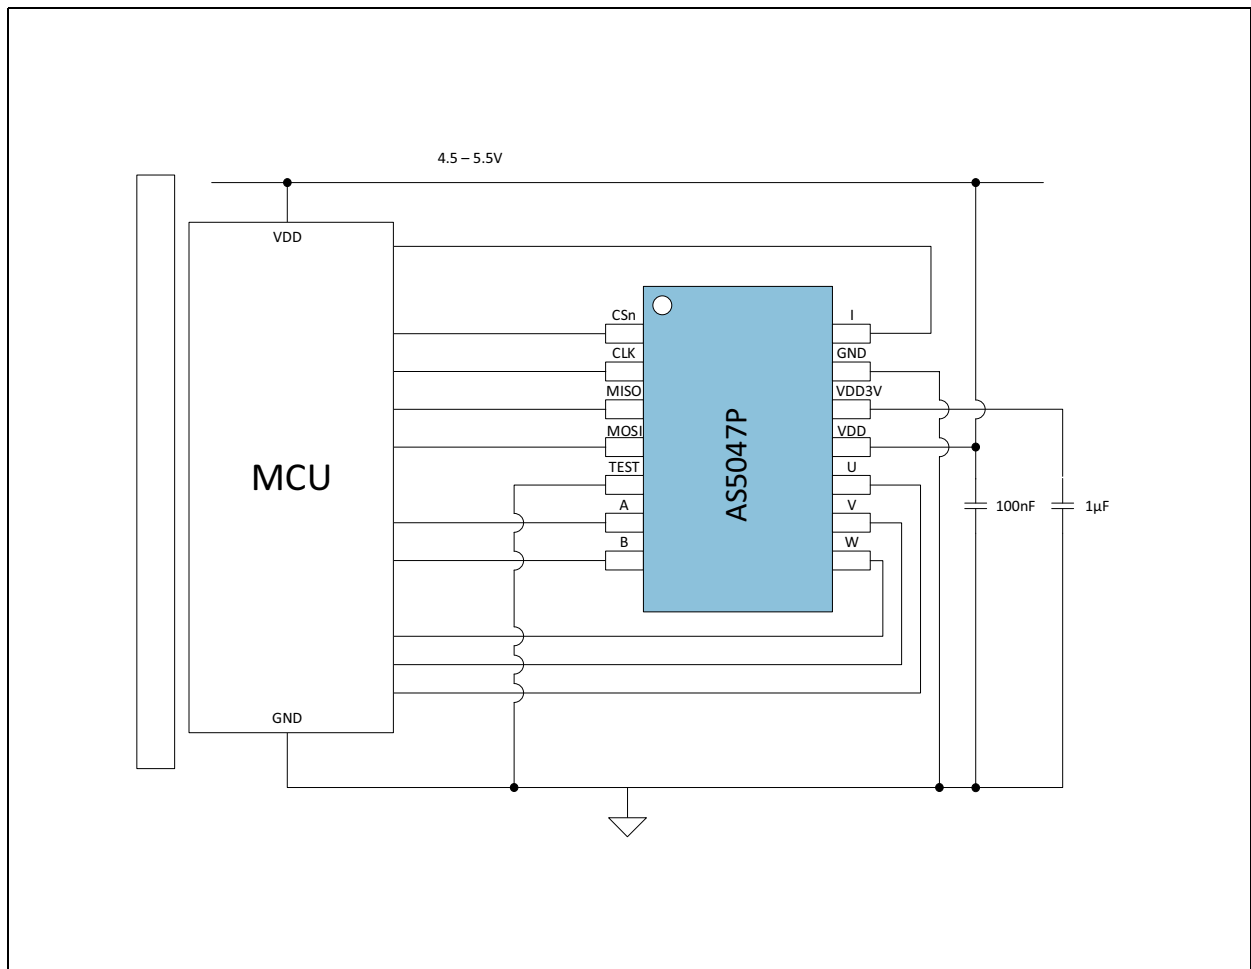 4.5 – 5.5V
VDD
MCU
GND
CSn
CLK
MISO
MOSI
TEST
A
B
AS5047P
I
GND
VDD3V
VDD
U
V
W
100nF
1µF